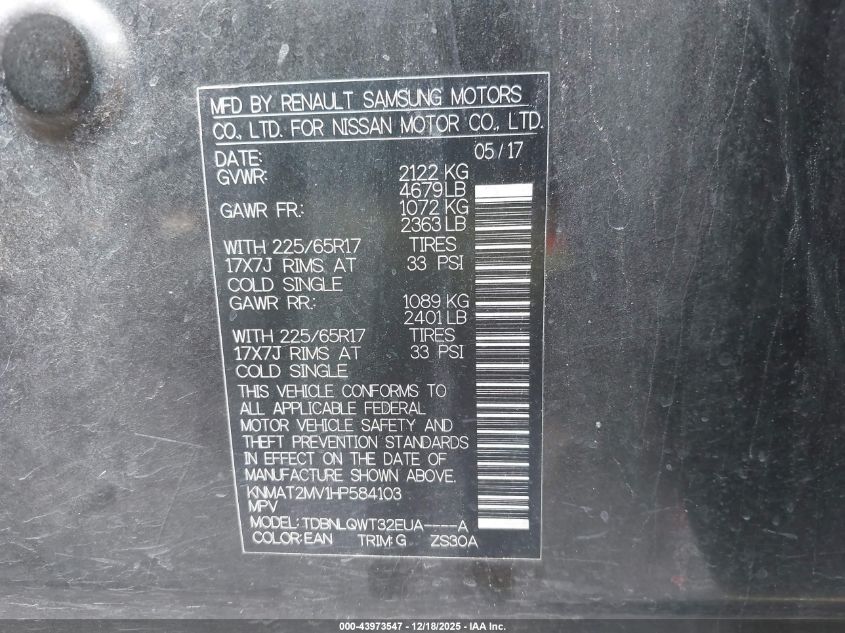 MFD BY RENAULT SAMSUNG MOTORS
CO., LTD. FOR NISSAN MOTOR CO., LTD.
DATE: 05/17
GVWR: 2122 KG
4679LB
GAWR FR: 1072 KG
2363 LB
WITH 225/65R17 TIRES
17X7J RIMS AT 33 PSI
COLD SINGLE
GAWR RR: 1089 KG
2401 LB
WITH 225/65R17 TIRES
17X7J RIMS AT 33 PSI
COLD SINGLE
THIS VEHICLE CONFORMS TO
ALL APPLICABLE FEDERAL
MOTOR VEHICLE SAFETY AND
THEFT PREVENTION STANDARDS
IN EFFECT ON THE DATE OF
MANUFACTURE SHOWN ABOVE.
KNMAT2MV1HP584103
MPV
MODEL: TDBNLQWT32EUA----A
COLOR:EAN TRIM:G ZS30A
000-43973547 - 12/18/2025 - IAA Inc.